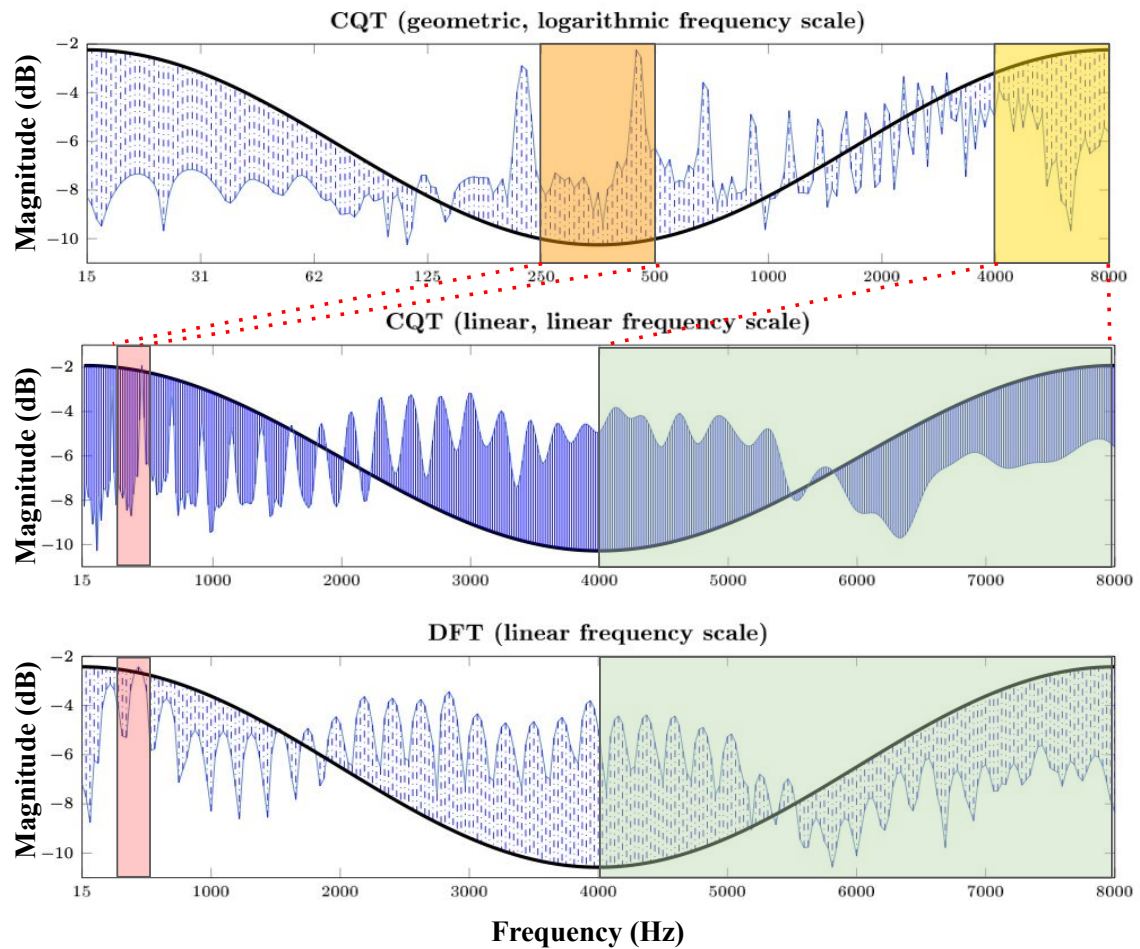 CQT (geometric, logarithmic frequency scale)
Magnitude (dB)
−2
−4
−6
−8
−10
15 31 62 125 250 500 1000 2000 4000 8000
CQT (linear, linear frequency scale)
Magnitude (dB)
−2
−4
−6
−8
−10
15 1000 2000 3000 4000 5000 6000 7000 8000
DFT (linear frequency scale)
Magnitude (dB)
−2
−4
−6
−8
−10
15 1000 2000 3000 4000 5000 6000 7000 8000
Frequency (Hz)